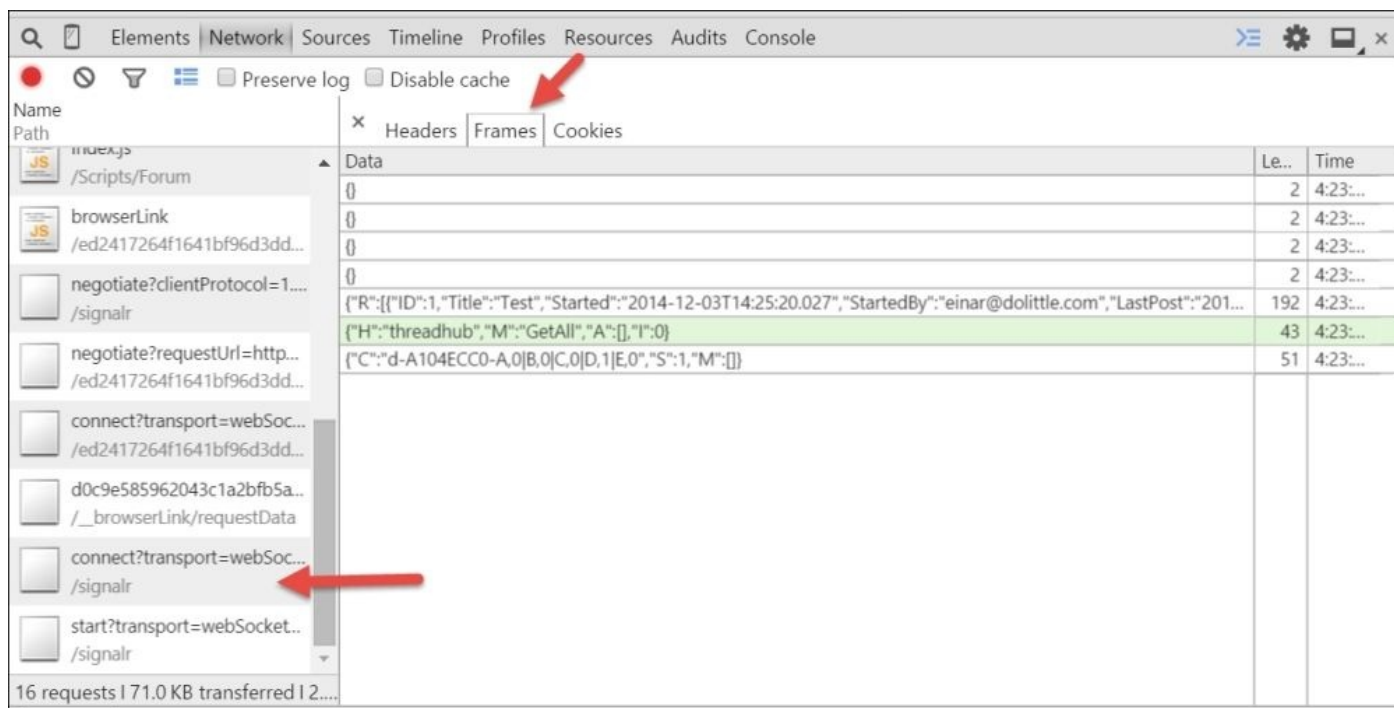 Elements Network Sources Timeline Profiles Resources Audits Console
Preserve log Disable cache
Name
Path
× Headers Frames Cookies
index.js
/Scripts/Forum
browserLink
/ed2417264f1641bf96d3dd...
negotiate?clientProtocol=1....
/signalr
negotiate?requestUrl=http...
/ed2417264f1641bf96d3dd...
connect?transport=webSoc...
/ed2417264f1641bf96d3dd...
d0c9e585962043c1a2bfb5a...
/__browserLink/requestData
connect?transport=webSoc...
/signalr
start?transport=webSocket...
/signalr
16 requests I 71.0 KB transferred I 2....
Data Le... Time
{} 2 4:23:...
{} 2 4:23:...
{} 2 4:23:...
{} 2 4:23:...
{"R":[{"ID":1,"Title":"Test","Started":"2014-12-03T14:25:20.027","StartedBy":"einar@dolittle.com","LastPost":"201... 192 4:23:...
{"H":"threadhub","M":"GetAll","A":[],"I":0} 43 4:23:...
{"C":"d-A104ECC0-A,0|B,0|C,0|D,1|E,0","S":1,"M":[]} 51 4:23:...
JS
JS